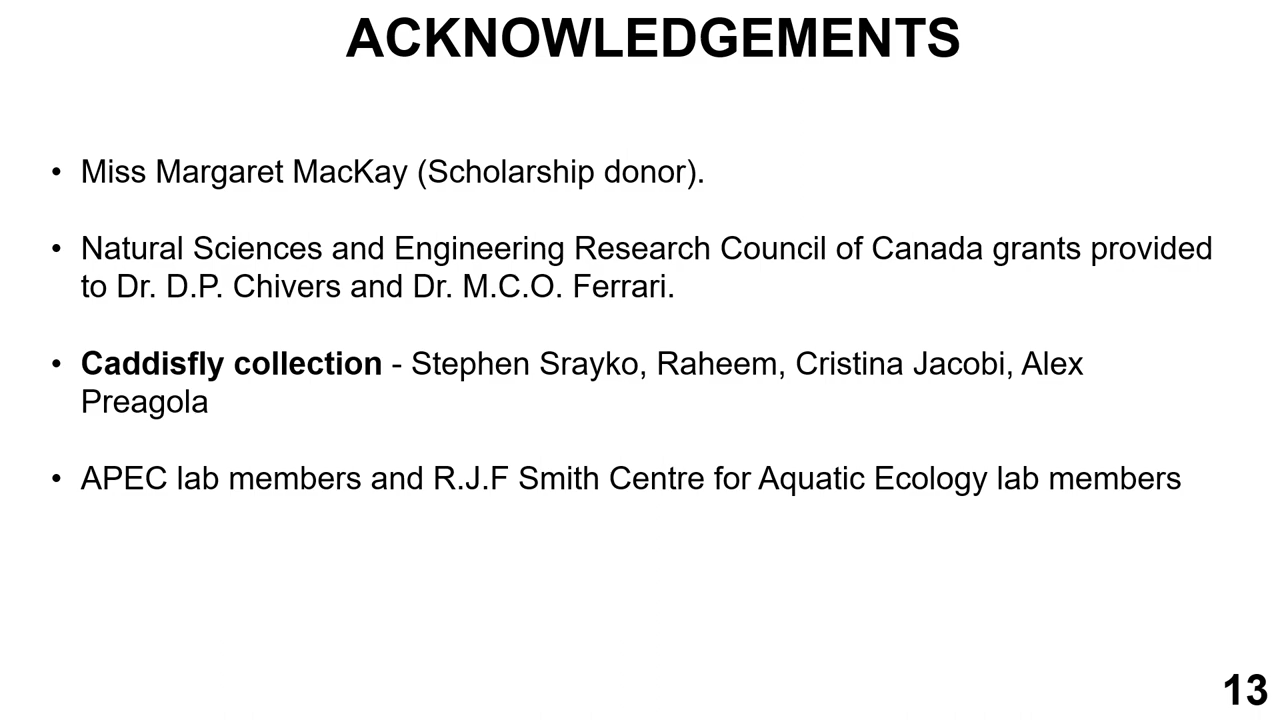 ACKNOWLEDGEMENTS
• Miss Margaret MacKay (Scholarship donor).
• Natural Sciences and Engineering Research Council of Canada grants provided
to Dr. D.P. Chivers and Dr. M.C.O. Ferrari.
• Caddisfly collection - Stephen Srayko, Raheem, Cristina Jacobi, Alex
Preagola
• APEC lab members and R.J.F Smith Centre for Aquatic Ecology lab members
13